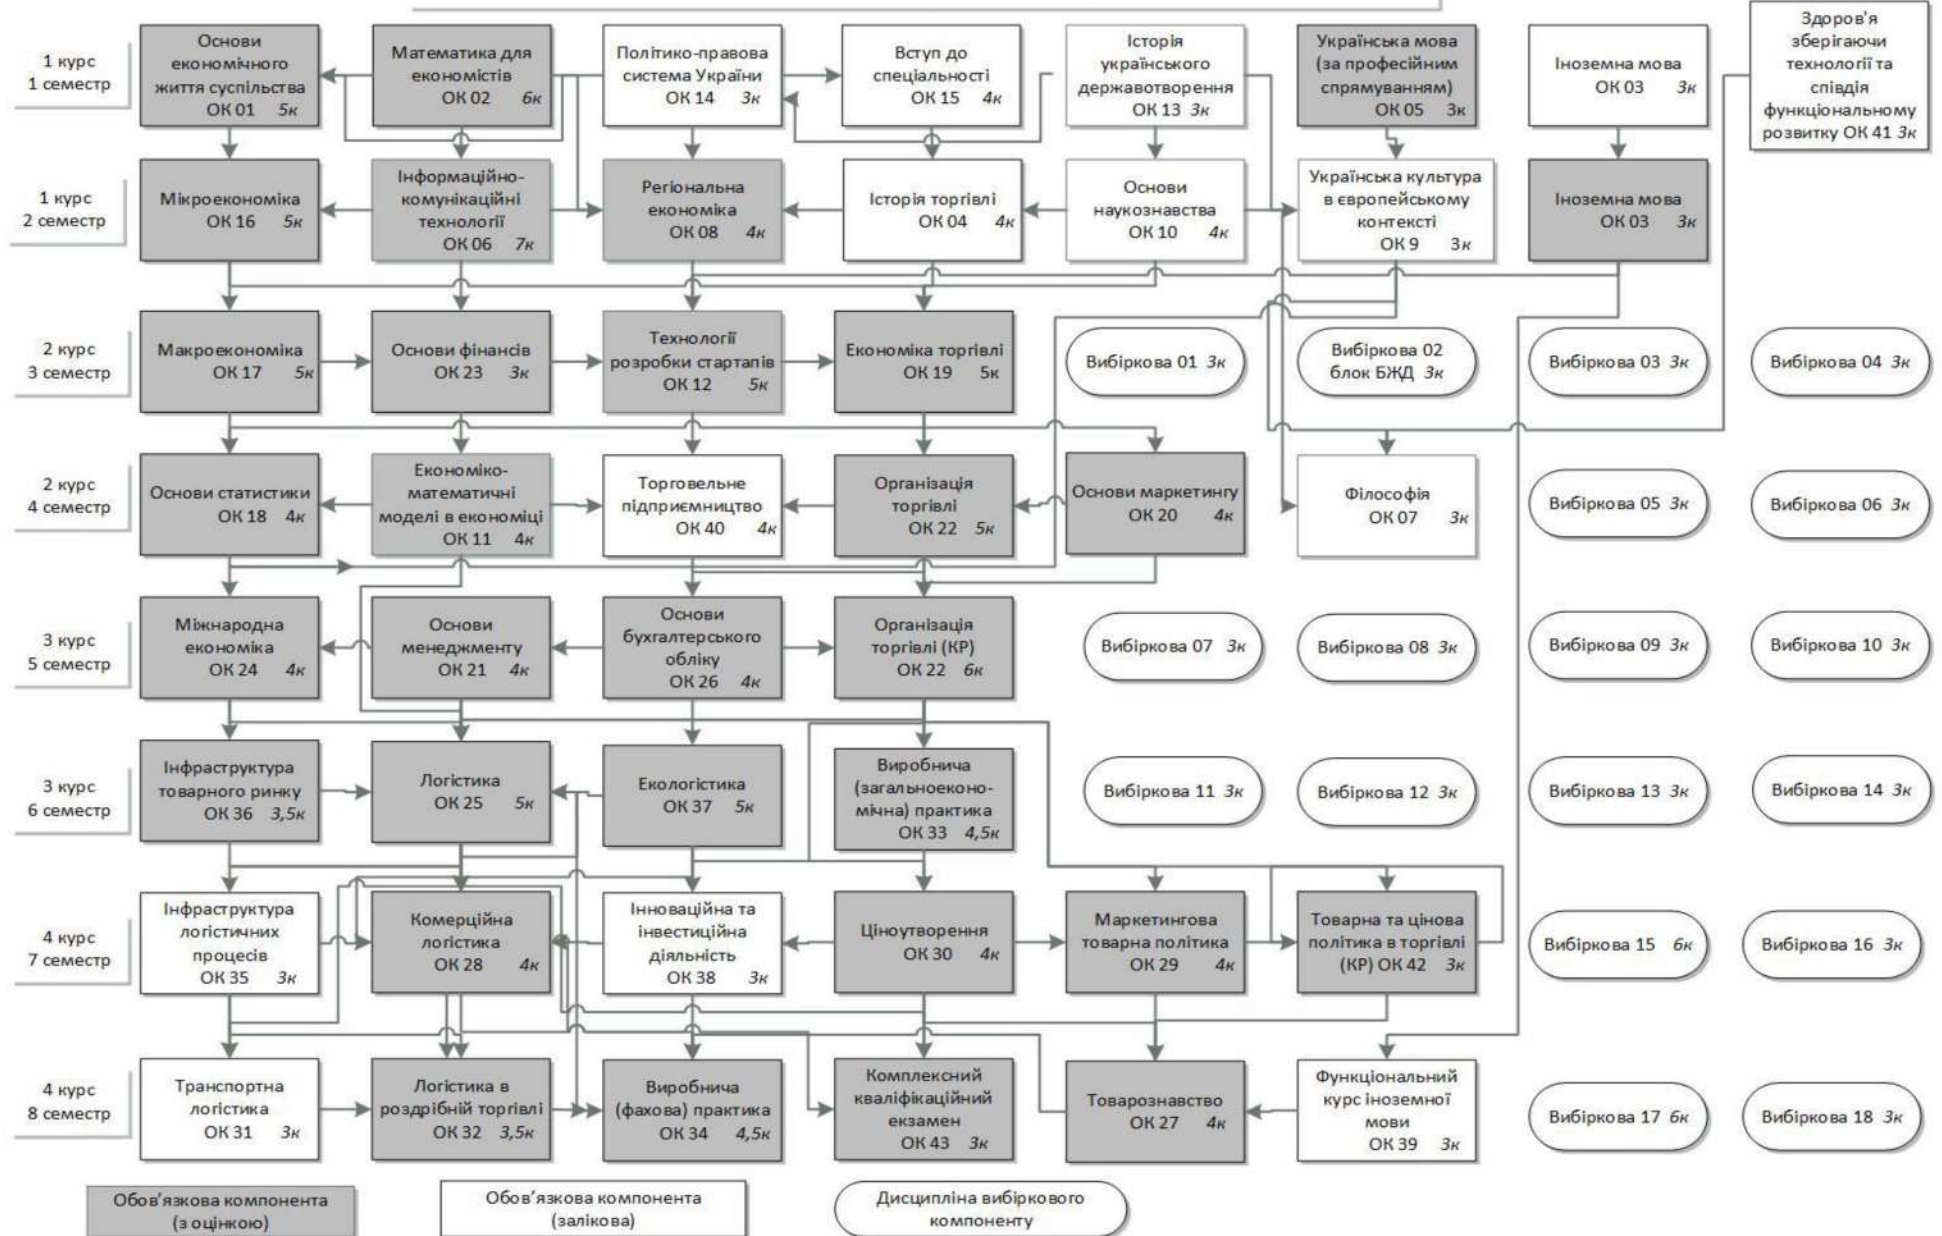 1 курс
1 семестр
Основи
економічного
життя суспільства
ОК 01 5к
Математика для
економістів
ОК 02 6к
Політико-правова
система України
ОК 14 3к
Вступ до
спеціальності
ОК 15 4к
Історія
українського
державотворення
ОК 13 3к
Українська мова
(за професійним
спрямуванням)
ОК 05 3к
Іноземна мова
ОК 03 3к
Здоров'я
зберігаючи
технології та
співдія
функціональному
розвитку ОК 41 3к
1 курс
2 семестр
Мікроекономіка
ОК 16 5к
Інформаційно-
комунікаційні
технології
ОК 06 7к
Регіональна
економіка
ОК 08 4к
Історія торгівлі
ОК 04 4к
Основи
наукознавства
ОК 10 4к
Українська культура
в європейському
контексті
ОК 9 3к
Іноземна мова
ОК 03 3к
2 курс
3 семестр
Макроекономіка
ОК 17 5к
Основи фінансів
ОК 23 3к
Технології
розробки стартапів
ОК 12 5к
Економіка торгівлі
ОК 19 5к
Вибіркова 01 3к
Вибіркова 02
блок БЖД 3к
Вибіркова 03 3к
Вибіркова 04 3к
2 курс
4 семестр
Основи статистики
ОК 18 4к
Економіко-
математичні
моделі в економіці
ОК 11 4к
Торговельне
підприємництво
ОК 40 4к
Організація
торгівлі
ОК 22 5к
Основи маркетингу
ОК 20 4к
Філософія
ОК 07 3к
Вибіркова 05 3к
Вибіркова 06 3к
3 курс
5 семестр
Міжнародна
економіка
ОК 24 4к
Основи
менеджменту
ОК 21 4к
Основи
бухгалтерського
обліку
ОК 26 4к
Організація
торгівлі (КР)
ОК 22 6к
Вибіркова 07 3к
Вибіркова 08 3к
Вибіркова 09 3к
Вибіркова 10 3к
3 курс
6 семестр
Інфраструктура
товарного ринку
ОК 36 3,5к
Логістика
ОК 25 5к
Екологістика
ОК 37 5к
Виробнича
(загальноеконо-
мічна) практика
ОК 33 4,5к
Вибіркова 11 3к
Вибіркова 12 3к
Вибіркова 13 3к
Вибіркова 14 3к
4 курс
7 семестр
Інфраструктура
логістичних
процесів
ОК 35 3к
Комерційна
логістика
ОК 28 4к
Інноваційна та
інвестиційна
діяльність
ОК 38 3к
Ціноутворення
ОК 30 4к
Маркетингова
товарна політика
ОК 29 4к
Товарна та цінова
політика в торгівлі
(КР) ОК 42 3к
Вибіркова 15 6к
Вибіркова 16 3к
4 курс
8 семестр
Транспортна
логістика
ОК 31 3к
Логістика в
роздрібній торгівлі
ОК 32 3,5к
Виробнича
(фахова) практика
ОК 34 4,5к
Комплексний
кваліфікаційний
екзамен
ОК 43 3к
Товарознавство
ОК 27 4к
Функціональний
курс іноземної
мови
ОК 39 3к
Вибіркова 17 6к
Вибіркова 18 3к
Обов'язкова компонента
(з оцінкою)
Обов'язкова компонента
(залікова)
Дисципліна вибіркового
компоненту